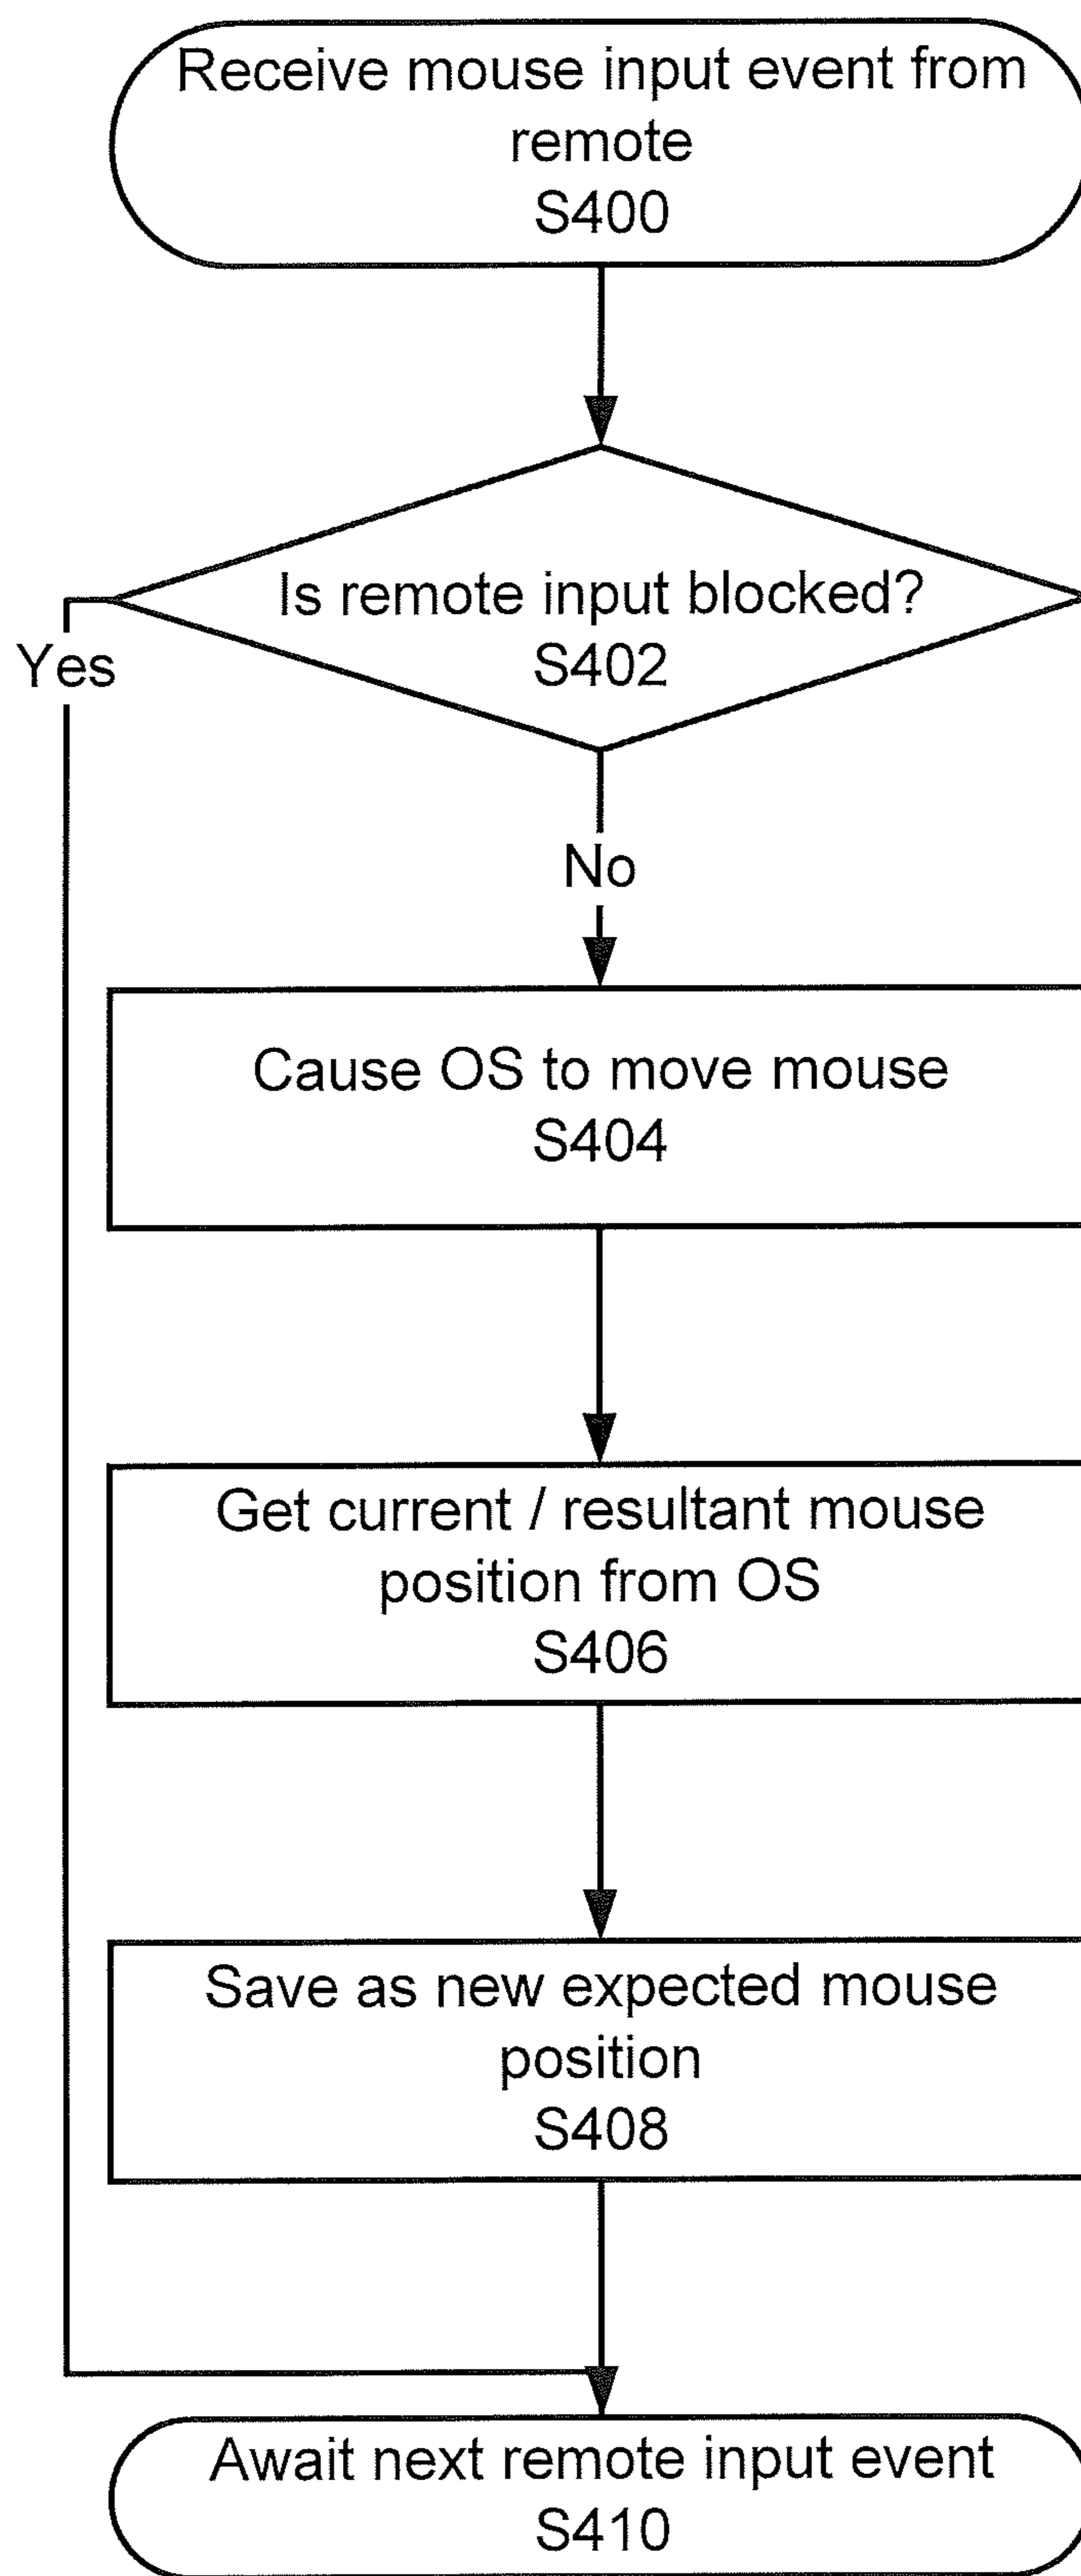 Receive mouse input event from
remote
S400
Is remote input blocked?
S402
Yes
No
Cause OS to move mouse
S404
Get current / resultant mouse
position from OS
S406
Save as new expected mouse
position
S408
Await next remote input event
S410